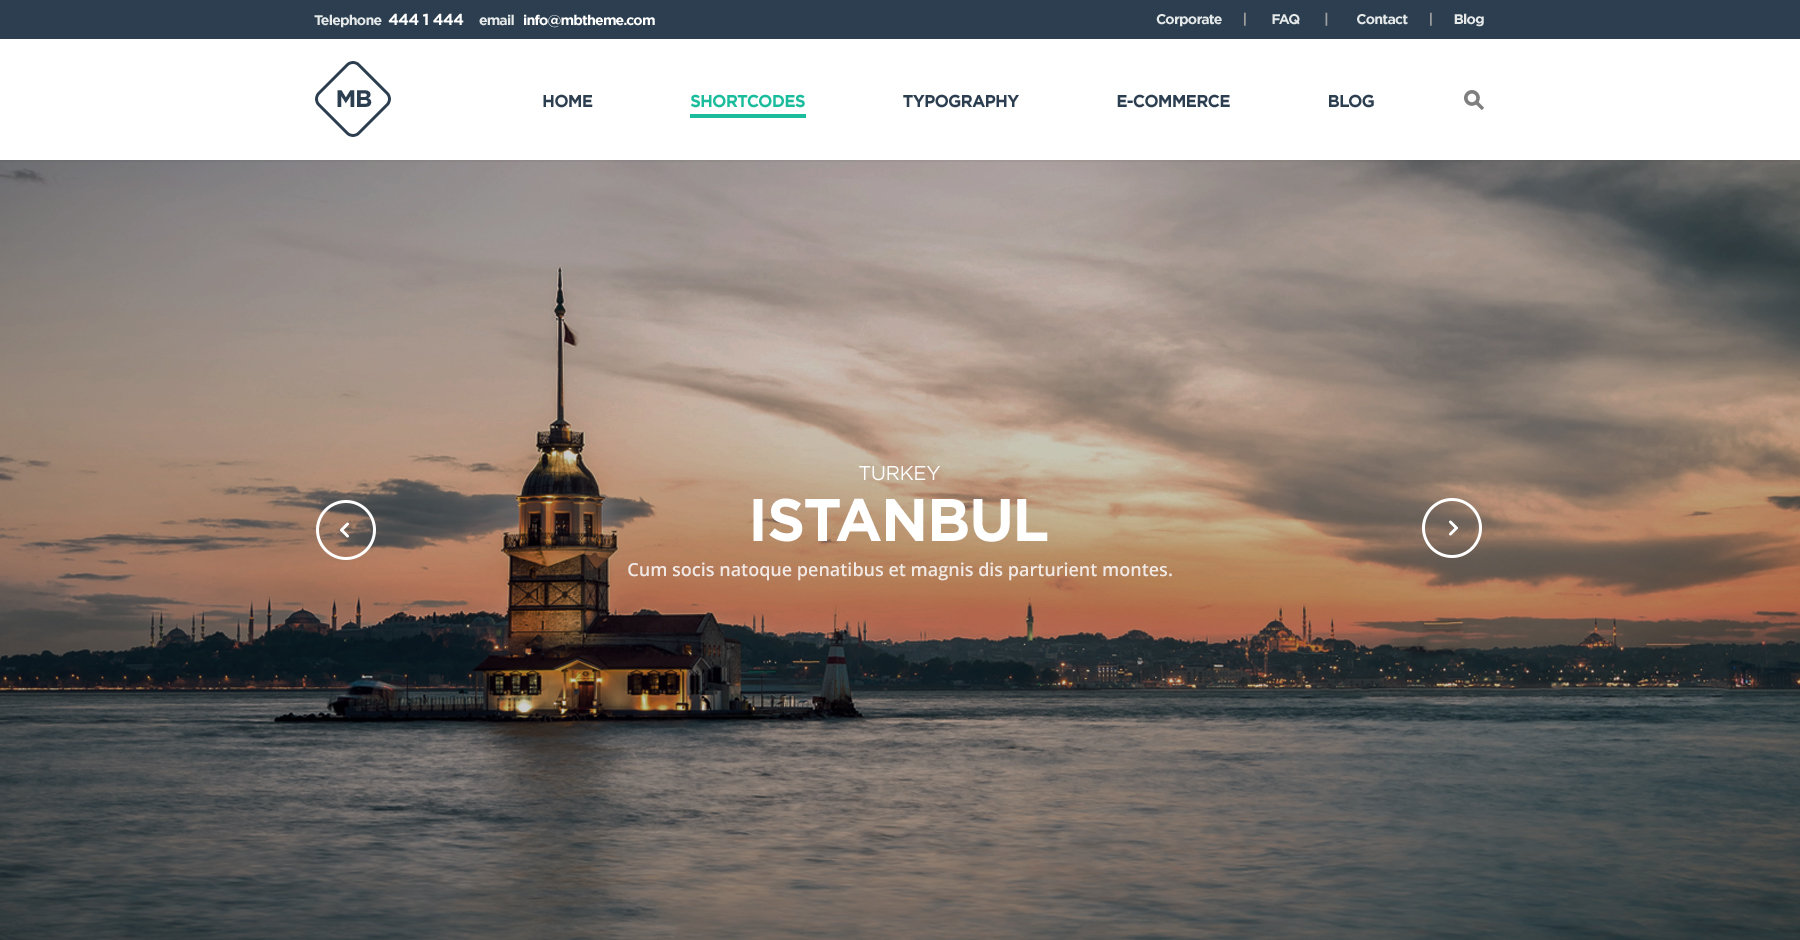 Telephone 444 1 444 email info@mbtheme.com
Corporate | FAQ | Contact | Blog
MB
HOME SHORTCODES TYPOGRAPHY E-COMMERCE BLOG
TURKEY
ISTANBUL
Cum socis natoque penatibus et magnis dis parturient montes.